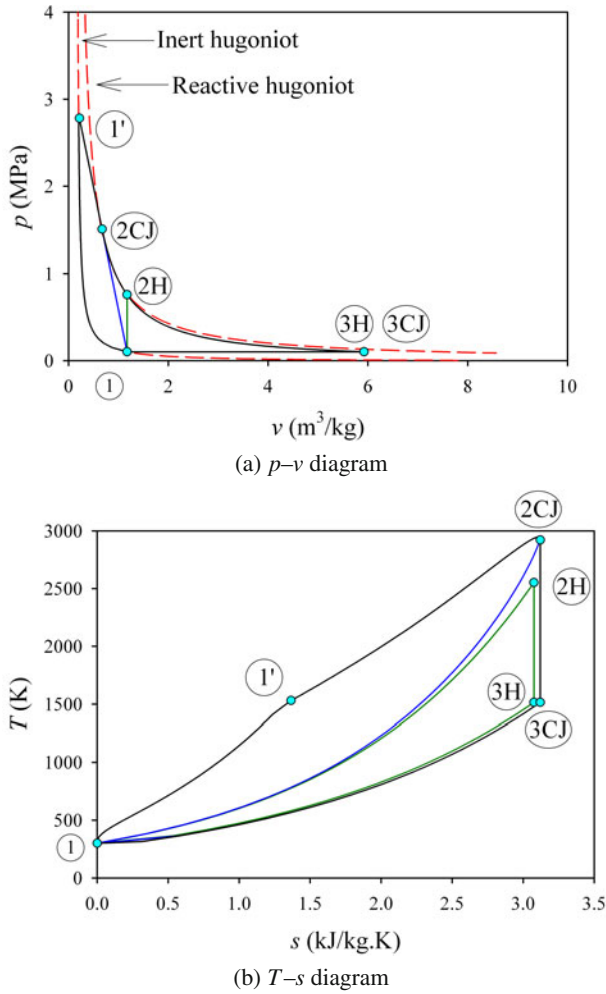 4
Inert hugoniot
Reactive hugoniot
3
1'
p (MPa)
2
2CJ
1
2H
3H 3CJ
0
1
0 2 4 6 8 10
v (m³/kg)
(a) p–v diagram
2CJ
3000
2500
2H
2000
T (K)
1'
1500
3H
3CJ
1000
500
1
0
0.0 0.5 1.0 1.5 2.0 2.5 3.0 3.5
s (kJ/kg.K)
(b) T–s diagram